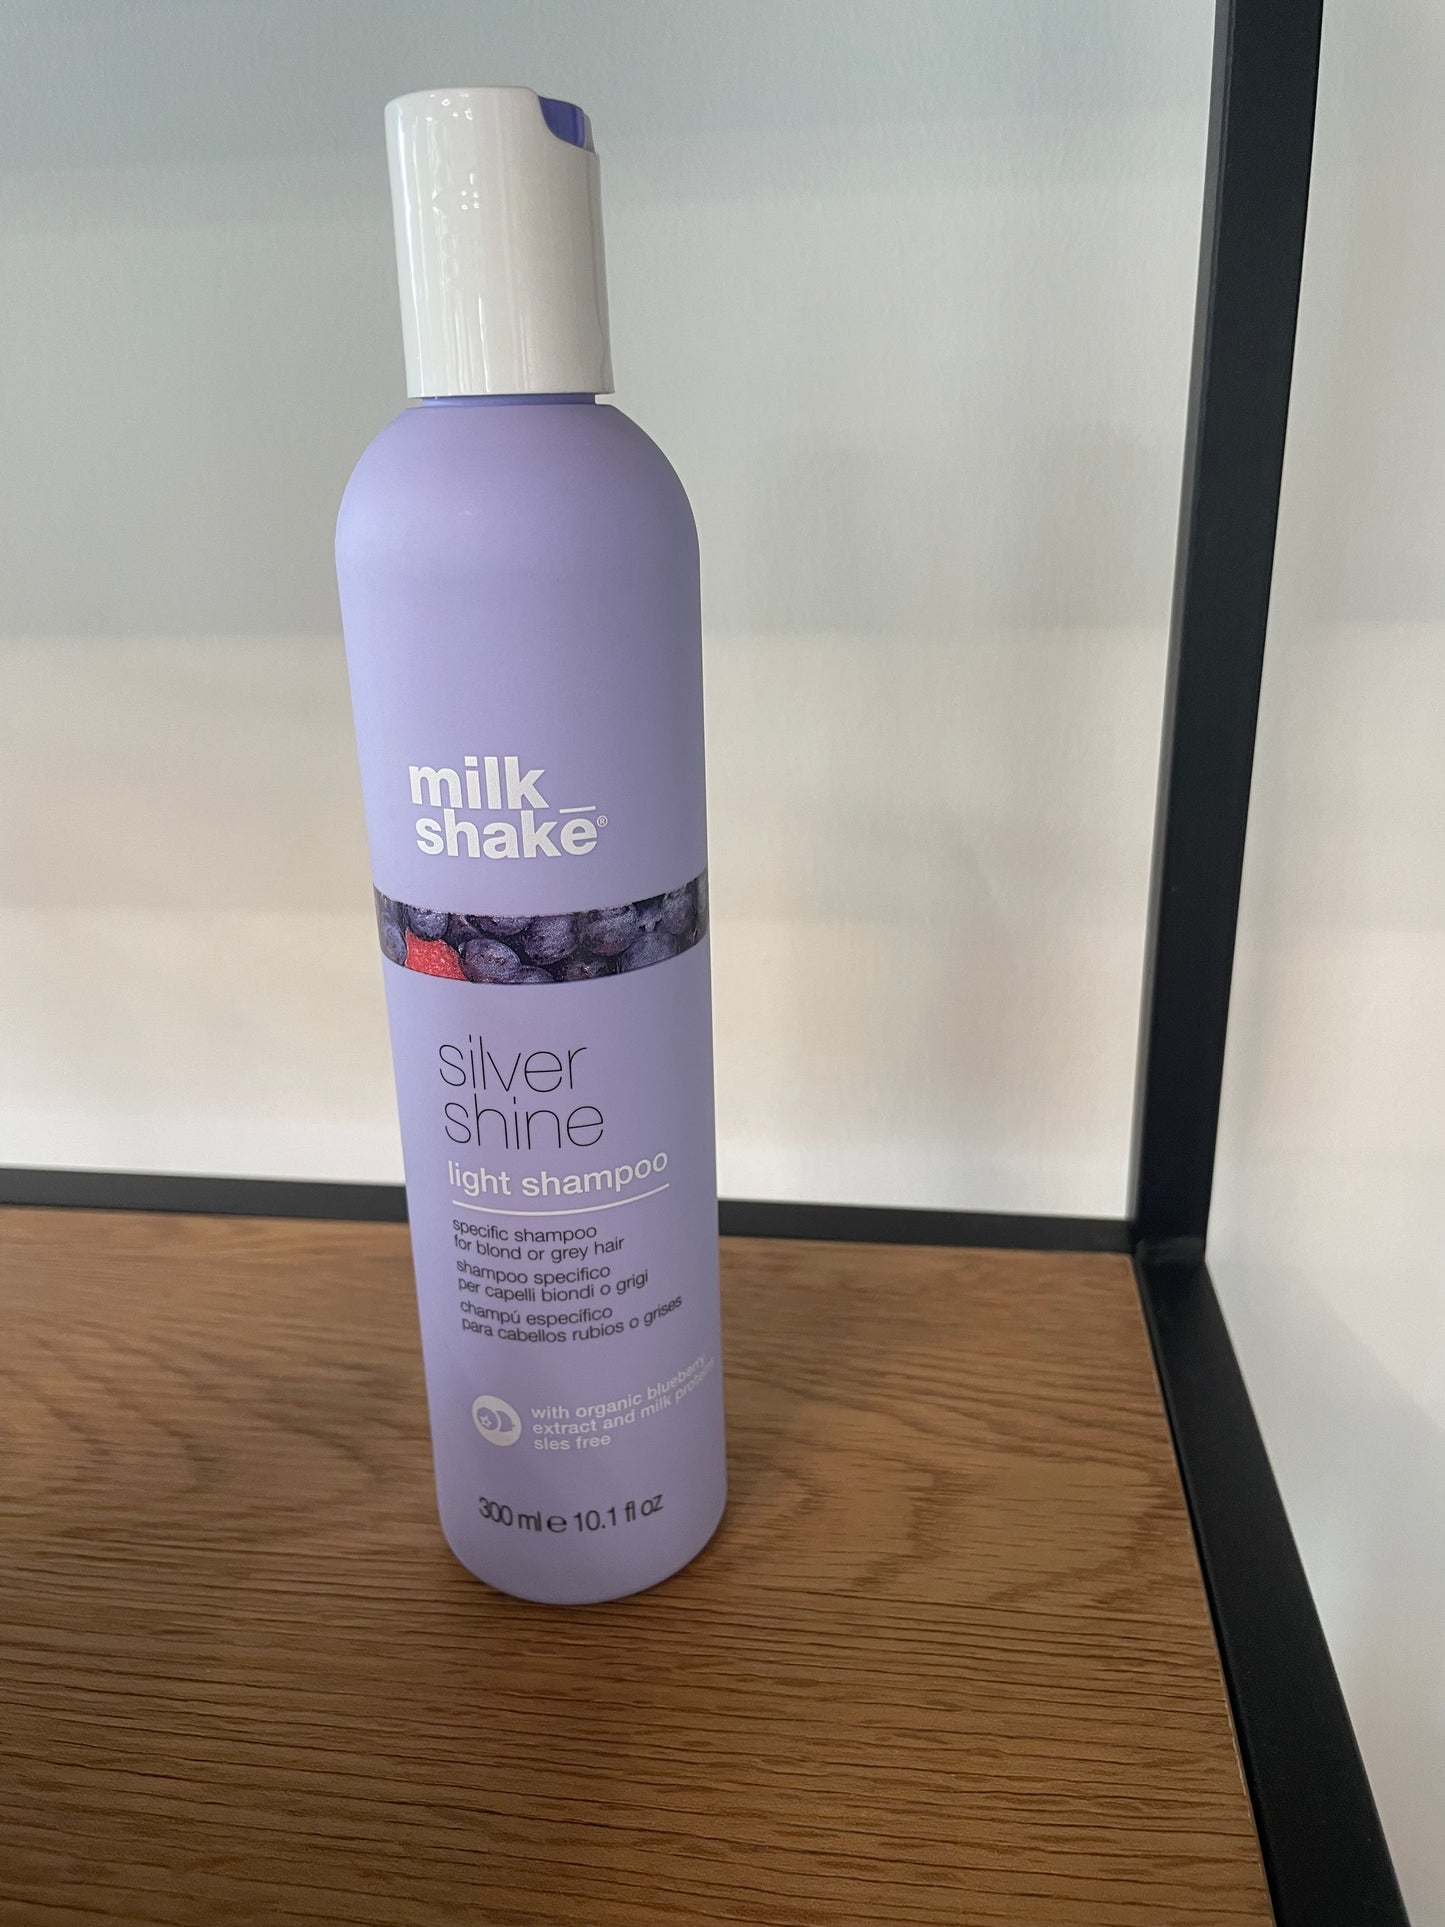 milk_
shake®
silver
shine
light shampoo
specific shampoo
for blond or grey hair
shampoo specifico
per capelli biondi o grigi
champú específico
para cabellos rubios o grises
with organic blueberry
extract and milk proteins
sles free
300 ml e 10.1 fl oz